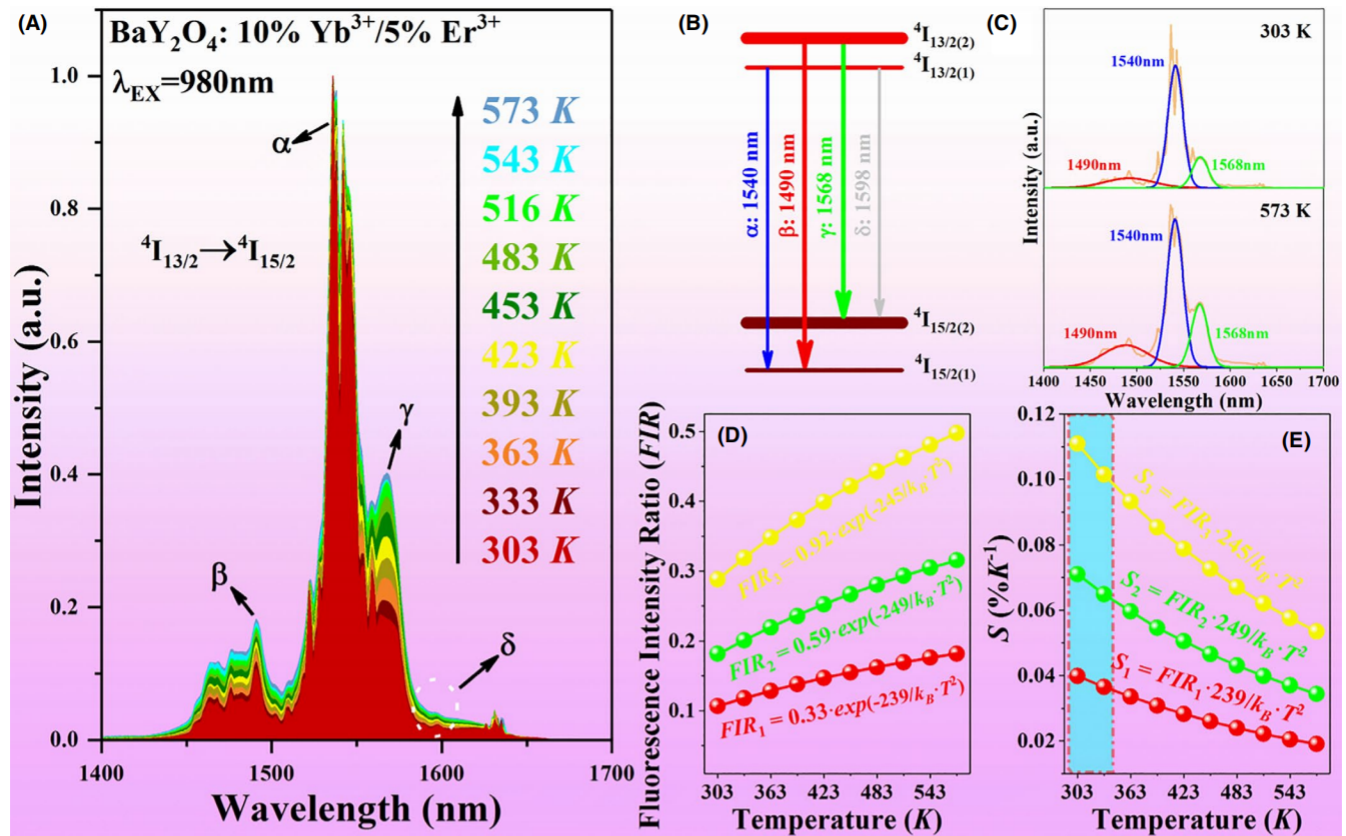 (A)
BaY₂O₄: 10% Yb³⁺/5% Er³⁺
λEX=980nm
573 K
543 K
516 K
483 K
453 K
423 K
393 K
363 K
333 K
303 K
⁴I₁₃/₂→⁴I₁₅/₂
α
β
γ
δ
1.0
0.8
0.6
0.4
0.2
0.0
Intensity (a.u.)
1400 1500 1600 1700
Wavelength (nm)
(B)
⁴I₁₃/₂₍₂₎
⁴I₁₃/₂₍₁₎
α: 1540 nm
β: 1490 nm
γ: 1568 nm
δ: 1598 nm
⁴I₁₅/₂₍₂₎
⁴I₁₅/₂₍₁₎
(C)
303 K
1540nm
1490nm
1568nm
573 K
1540nm
1490nm
1568nm
Intensity (a.u.)
1400 1450 1500 1550 1600 1650 1700
Wavelength (nm)
(D)
Fluorescence Intensity Ratio (FIR)
0.5
0.4
0.3
0.2
0.1
FIR₃ = 0.92·exp(-245/kB·T²)
FIR₂ = 0.59·exp(-249/kB·T²)
FIR₁ = 0.33·exp(-239/kB·T²)
303 363 423 483 543
Temperature (K)
(E)
S (%K⁻¹)
0.12
0.10
0.08
0.06
0.04
0.02
S₃ = FIR₃·245/kB·T²
S₂ = FIR₂·249/kB·T²
S₁ = FIR₁·239/kB·T²
303 363 423 483 543
Temperature (K)